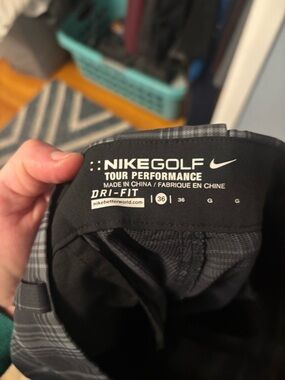 NIKEGOLF
TOUR PERFORMANCE
MADE IN CHINA / FABRIQUE EN CHINE
DRI-FIT
nikebetterworld.com | 36 | 36 G G